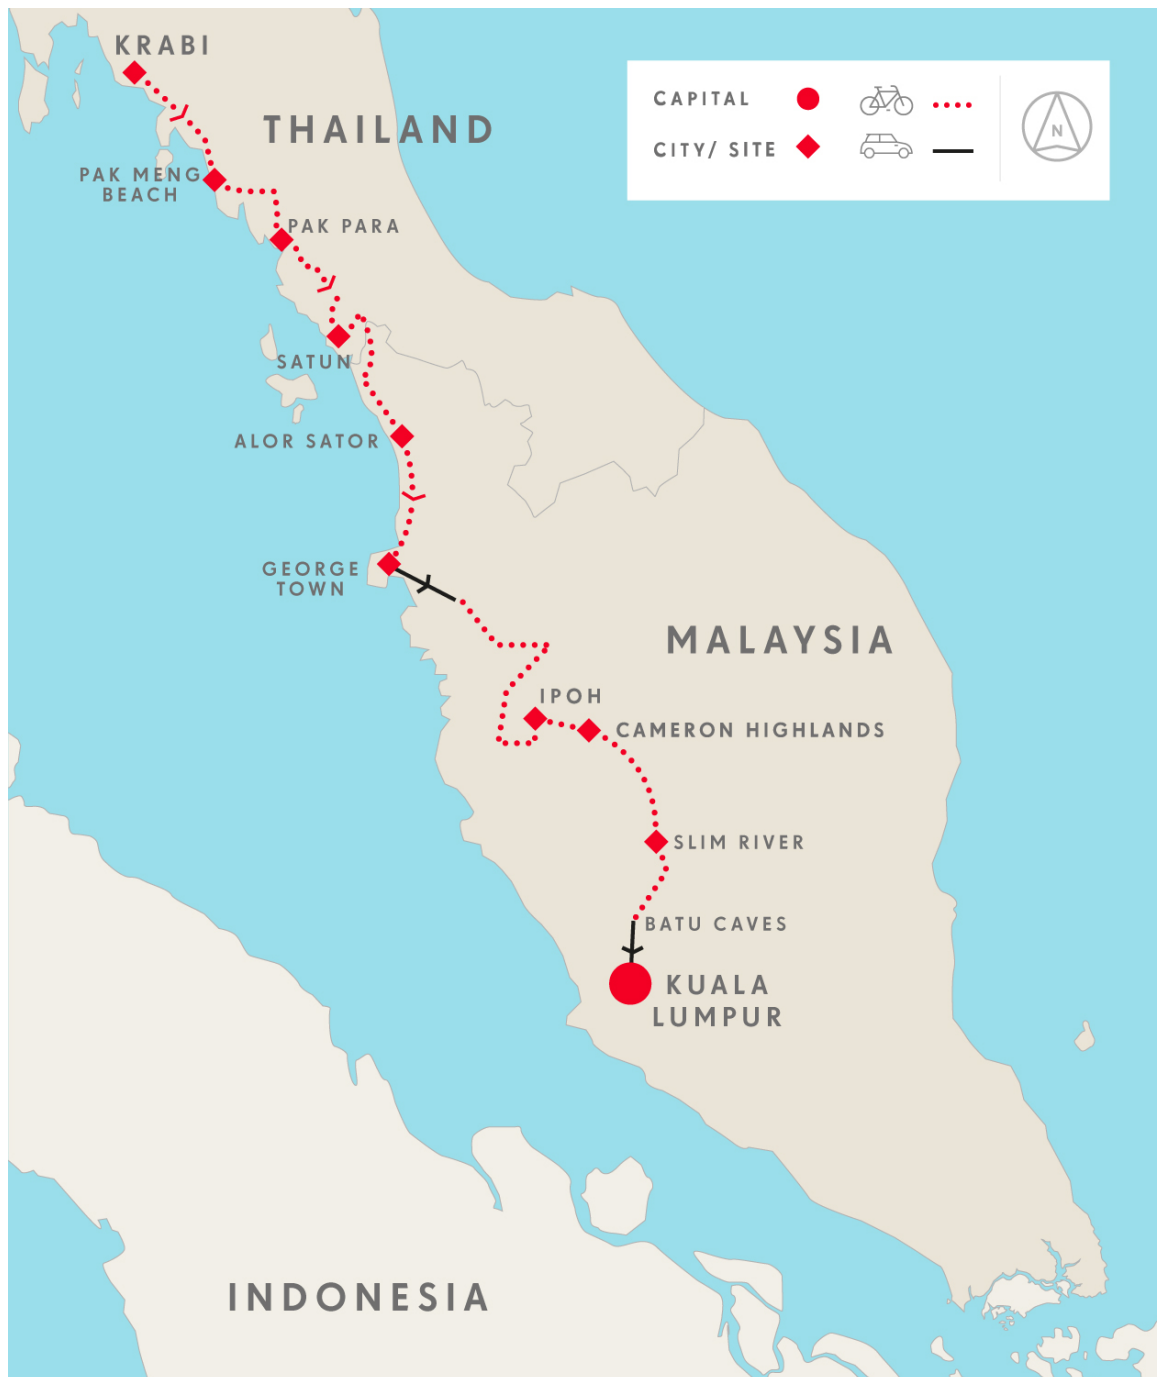 KRABI
THAILAND
CAPITAL
CITY/ SITE
N
PAK MENG
BEACH
PAK PARA
SATUN
ALOR SATOR
GEORGE
TOWN
MALAYSIA
IPOH
CAMERON HIGHLANDS
SLIM RIVER
BATU CAVES
KUALA
LUMPUR
INDONESIA